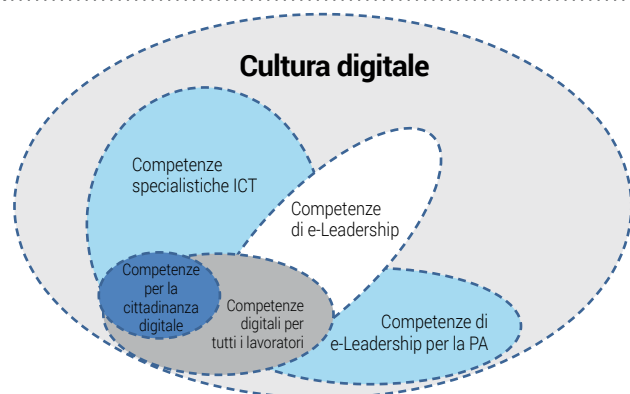 Cultura digitale
Competenze
specialistiche ICT
Competenze
di e-Leadership
Competenze
per la
cittadinanza
digitale
Competenze
digitali per
tutti i lavoratori
Competenze di
e-Leadership per la PA